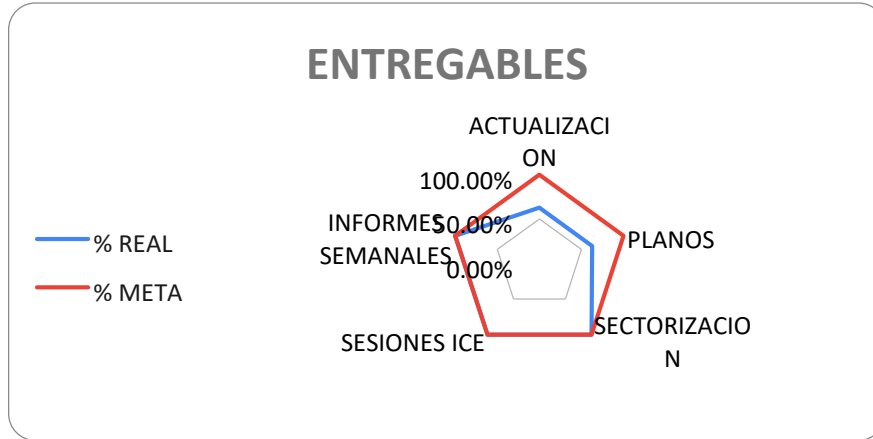 ENTREGABLES
ACTUALIZACI
ON
100.00%
50.00%
0.00%
INFORMES
SEMANALES
PLANOS
SECTORIZACIO
N
SESIONES ICE
% REAL
% META